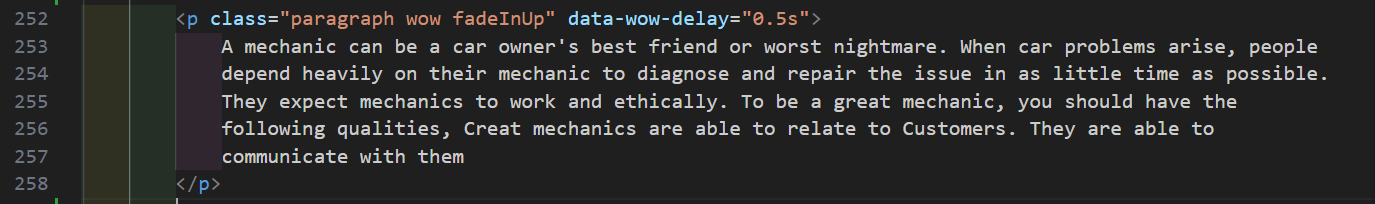 252 <p class="paragraph wow fadeInUp" data-wow-delay="0.5s">
253 A mechanic can be a car owner's best friend or worst nightmare. When car problems arise, people
254 depend heavily on their mechanic to diagnose and repair the issue in as little time as possible.
255 They expect mechanics to work and ethically. To be a great mechanic, you should have the
256 following qualities, Creat mechanics are able to relate to Customers. They are able to
257 communicate with them
258 </p>